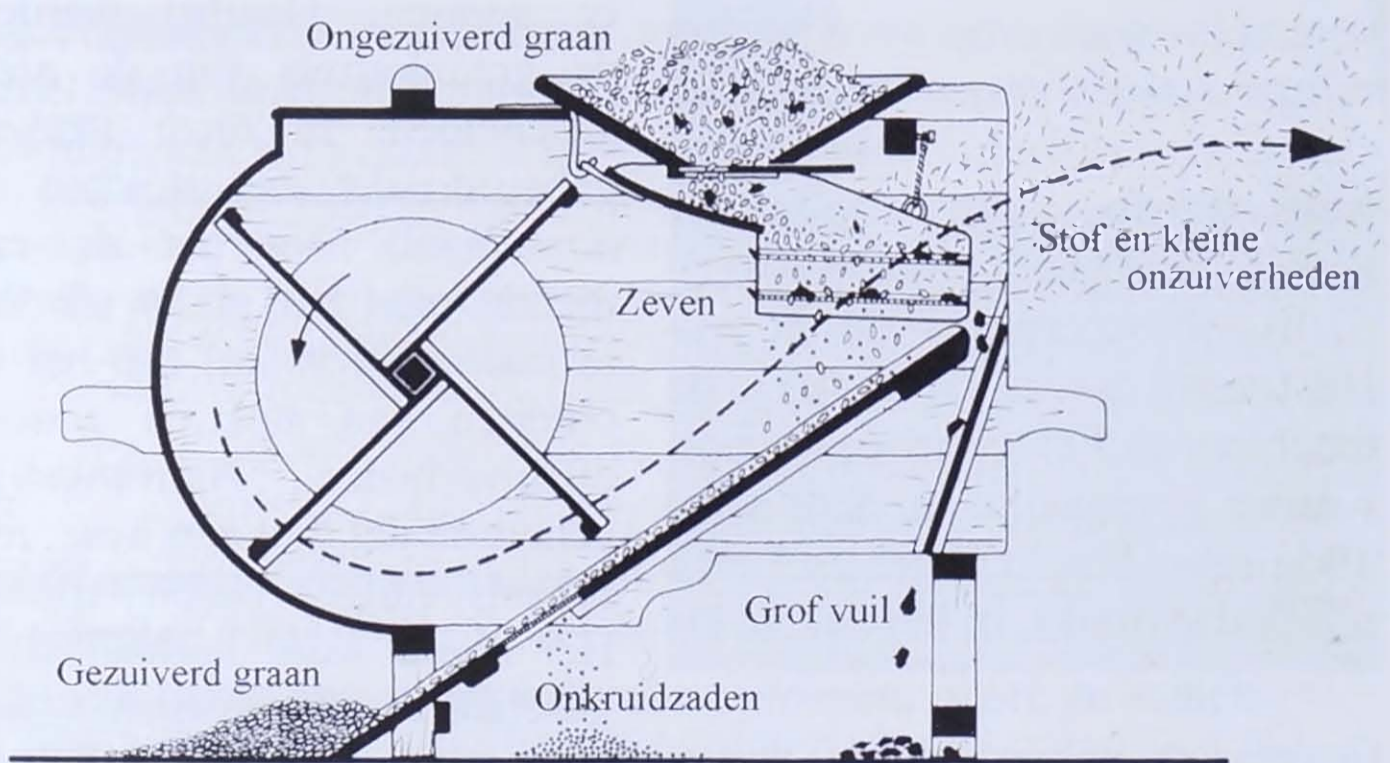 Ongezuiverd graan
Stof en kleine
onzuiverheden
Zeven
Grof vuil
Gezuiverd graan
Onkruidzaden